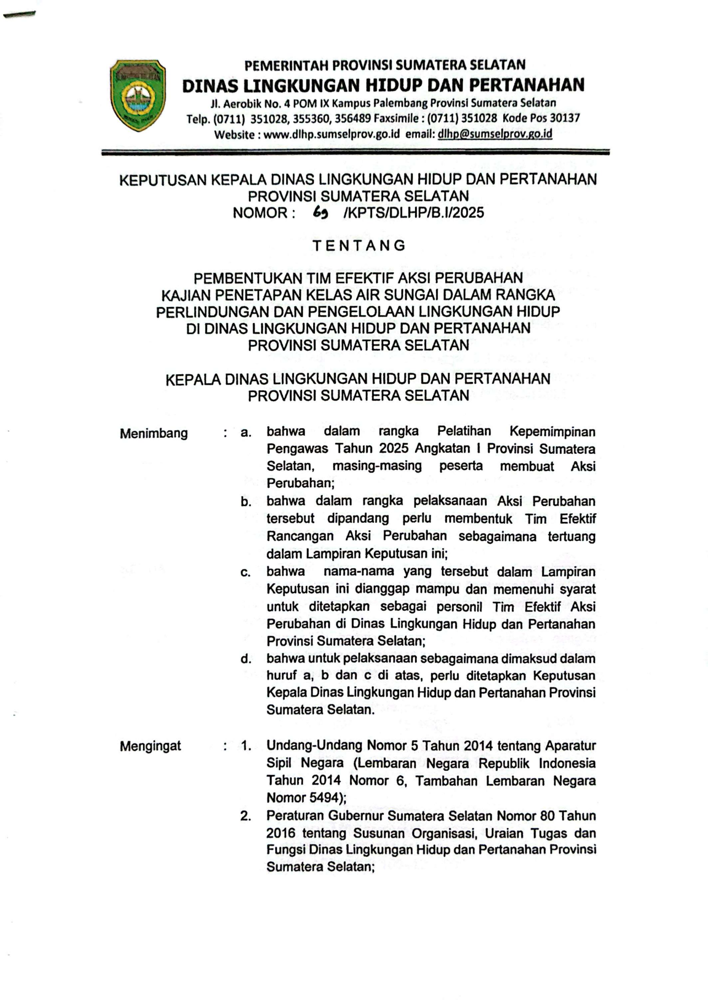 PEMERINTAH PROVINSI SUMATERA SELATAN
DINAS LINGKUNGAN HIDUP DAN PERTANAHAN
Jl. Aerobik No. 4 POM IX Kampus Palembang Provinsi Sumatera Selatan
Telp. (0711) 351028, 355360, 356489 Faxsimile : (0711) 351028 Kode Pos 30137
Website : www.dlhp.sumselprov.go.id email: dlhp@sumselprov.go.id
KEPUTUSAN KEPALA DINAS LINGKUNGAN HIDUP DAN PERTANAHAN
PROVINSI SUMATERA SELATAN
NOMOR : 69 /KPTS/DLHP/B.I/2025
T E N T A N G
PEMBENTUKAN TIM EFEKTIF AKSI PERUBAHAN
KAJIAN PENETAPAN KELAS AIR SUNGAI DALAM RANGKA
PERLINDUNGAN DAN PENGELOLAAN LINGKUNGAN HIDUP
DI DINAS LINGKUNGAN HIDUP DAN PERTANAHAN
PROVINSI SUMATERA SELATAN
KEPALA DINAS LINGKUNGAN HIDUP DAN PERTANAHAN
PROVINSI SUMATERA SELATAN
Menimbang : a. bahwa dalam rangka Pelatihan Kepemimpinan
Pengawas Tahun 2025 Angkatan I Provinsi Sumatera
Selatan, masing-masing peserta membuat Aksi
Perubahan;
b. bahwa dalam rangka pelaksanaan Aksi Perubahan
tersebut dipandang perlu membentuk Tim Efektif
Rancangan Aksi Perubahan sebagaimana tertuang
dalam Lampiran Keputusan ini;
c. bahwa nama-nama yang tersebut dalam Lampiran
Keputusan ini dianggap mampu dan memenuhi syarat
untuk ditetapkan sebagai personil Tim Efektif Aksi
Perubahan di Dinas Lingkungan Hidup dan Pertanahan
Provinsi Sumatera Selatan;
d. bahwa untuk pelaksanaan sebagaimana dimaksud dalam
huruf a, b dan c di atas, perlu ditetapkan Keputusan
Kepala Dinas Lingkungan Hidup dan Pertanahan Provinsi
Sumatera Selatan.
Mengingat : 1. Undang-Undang Nomor 5 Tahun 2014 tentang Aparatur
Sipil Negara (Lembaran Negara Republik Indonesia
Tahun 2014 Nomor 6, Tambahan Lembaran Negara
Nomor 5494);
2. Peraturan Gubernur Sumatera Selatan Nomor 80 Tahun
2016 tentang Susunan Organisasi, Uraian Tugas dan
Fungsi Dinas Lingkungan Hidup dan Pertanahan Provinsi
Sumatera Selatan;